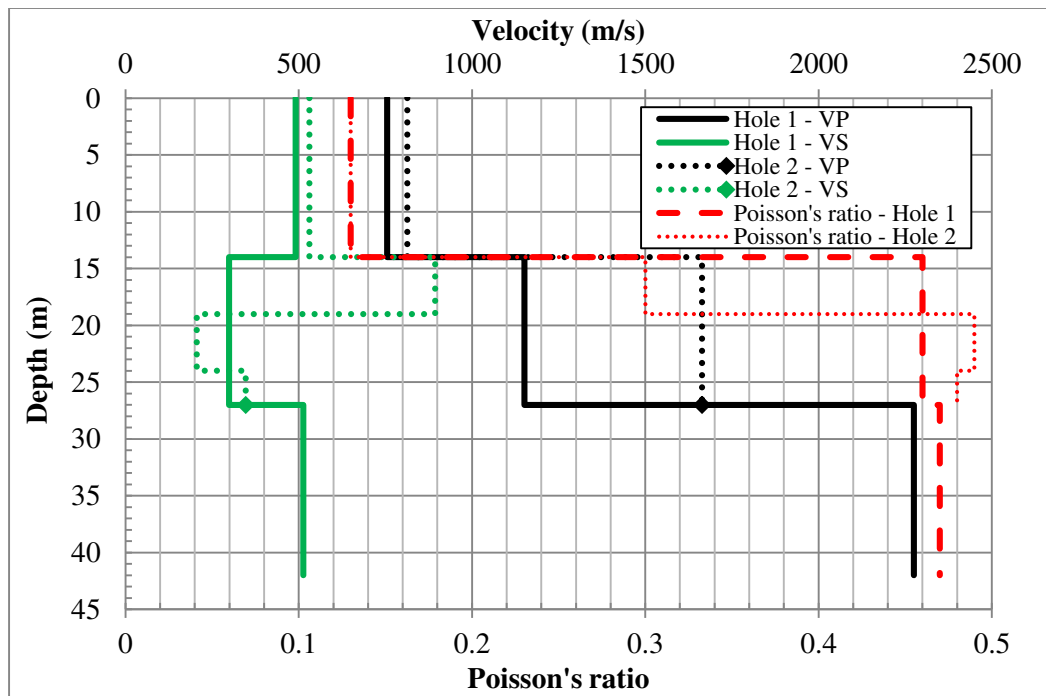 Velocity (m/s)
0 500 1000 1500 2000 2500
0
5
10
15
20
25
30
35
40
45
Depth (m)
Hole 1 - VP
Hole 1 - VS
Hole 2 - VP
Hole 2 - VS
Poisson's ratio - Hole 1
Poisson's ratio - Hole 2
0 0.1 0.2 0.3 0.4 0.5
Poisson's ratio